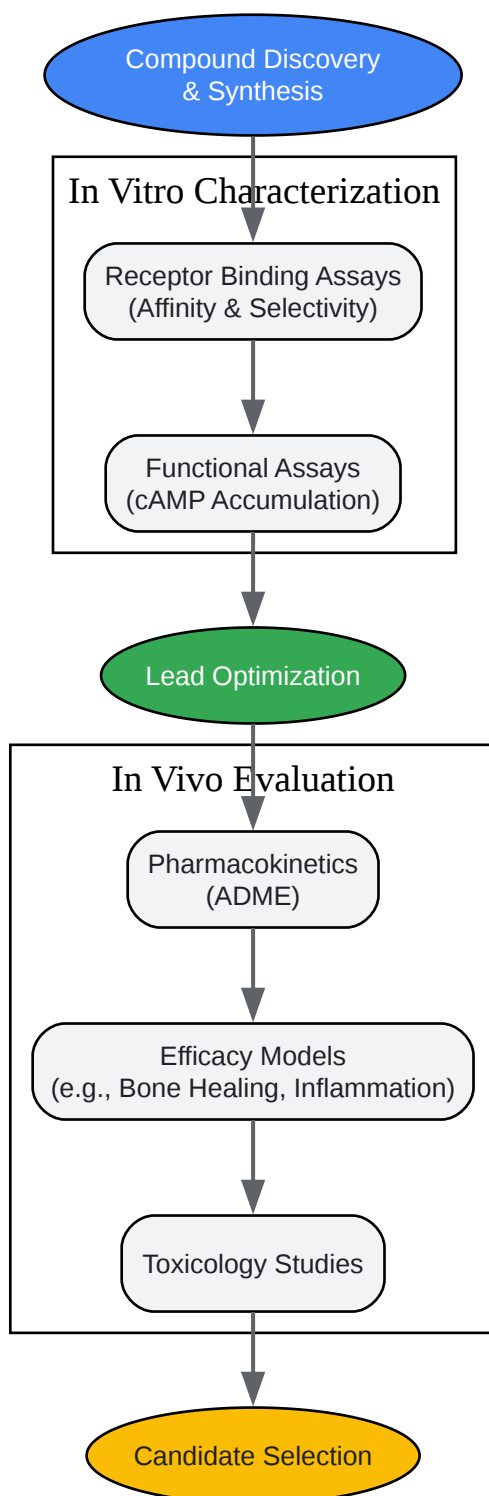 Compound Discovery
& Synthesis
In Vitro Characterization
Receptor Binding Assays
(Affinity & Selectivity)
Functional Assays
(cAMP Accumulation)
Lead Optimization
In Vivo Evaluation
Pharmacokinetics
(ADME)
Efficacy Models
(e.g., Bone Healing, Inflammation)
Toxicology Studies
Candidate Selection